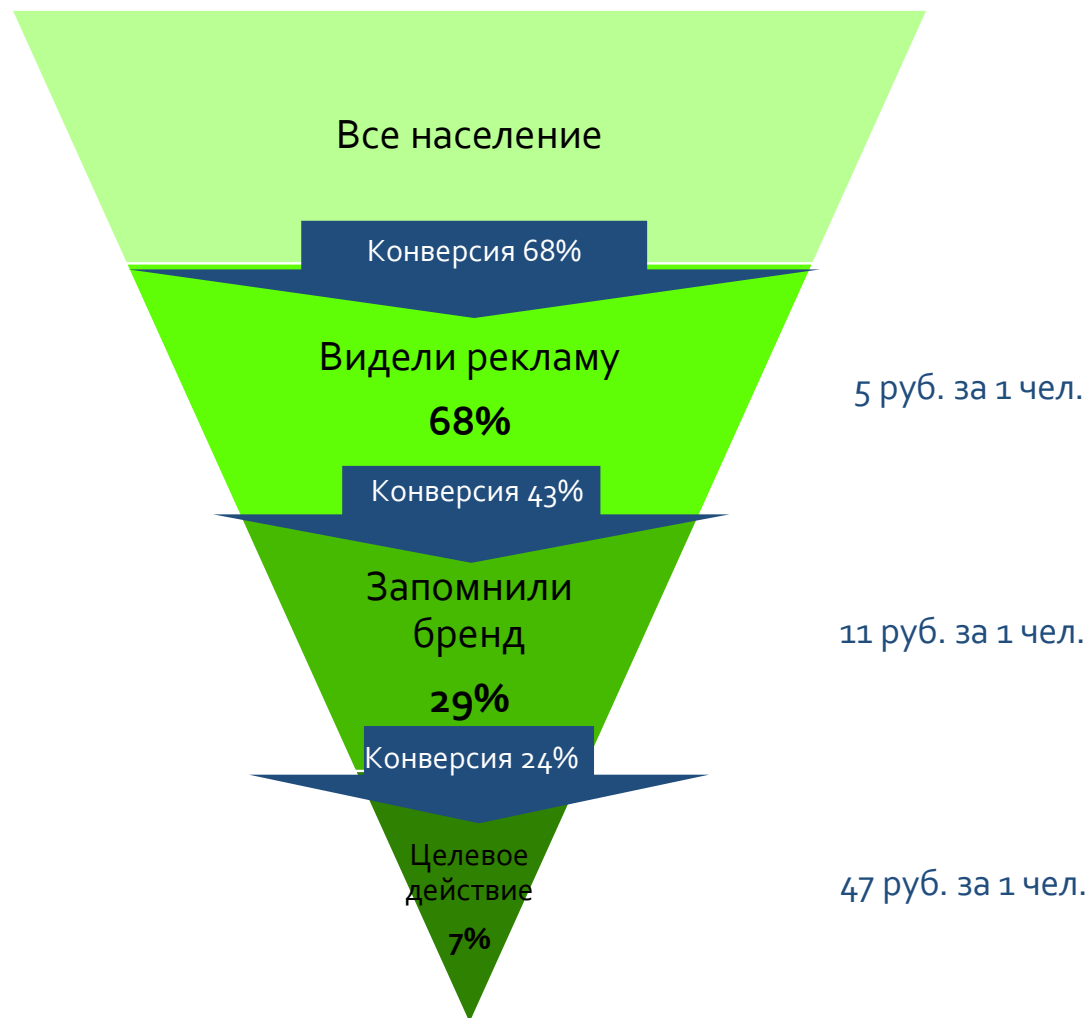 Все население
Конверсия 68%
Видели рекламу
68%
5 руб. за 1 чел.
Конверсия 43%
Запомнили
бренд
29%
11 руб. за 1 чел.
Конверсия 24%
Целевое
действие
7%
47 руб. за 1 чел.